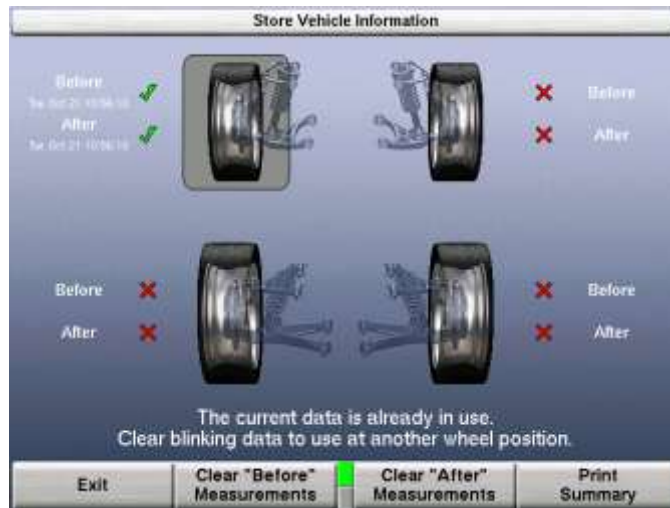 Store Vehicle Information
Before
After
Before
After
Before
After
Before
After
The current data is already in use.
Clear blinking data to use at another wheel position.
Exit
Clear "Before"
Measurements
Clear "After"
Measurements
Print
Summary